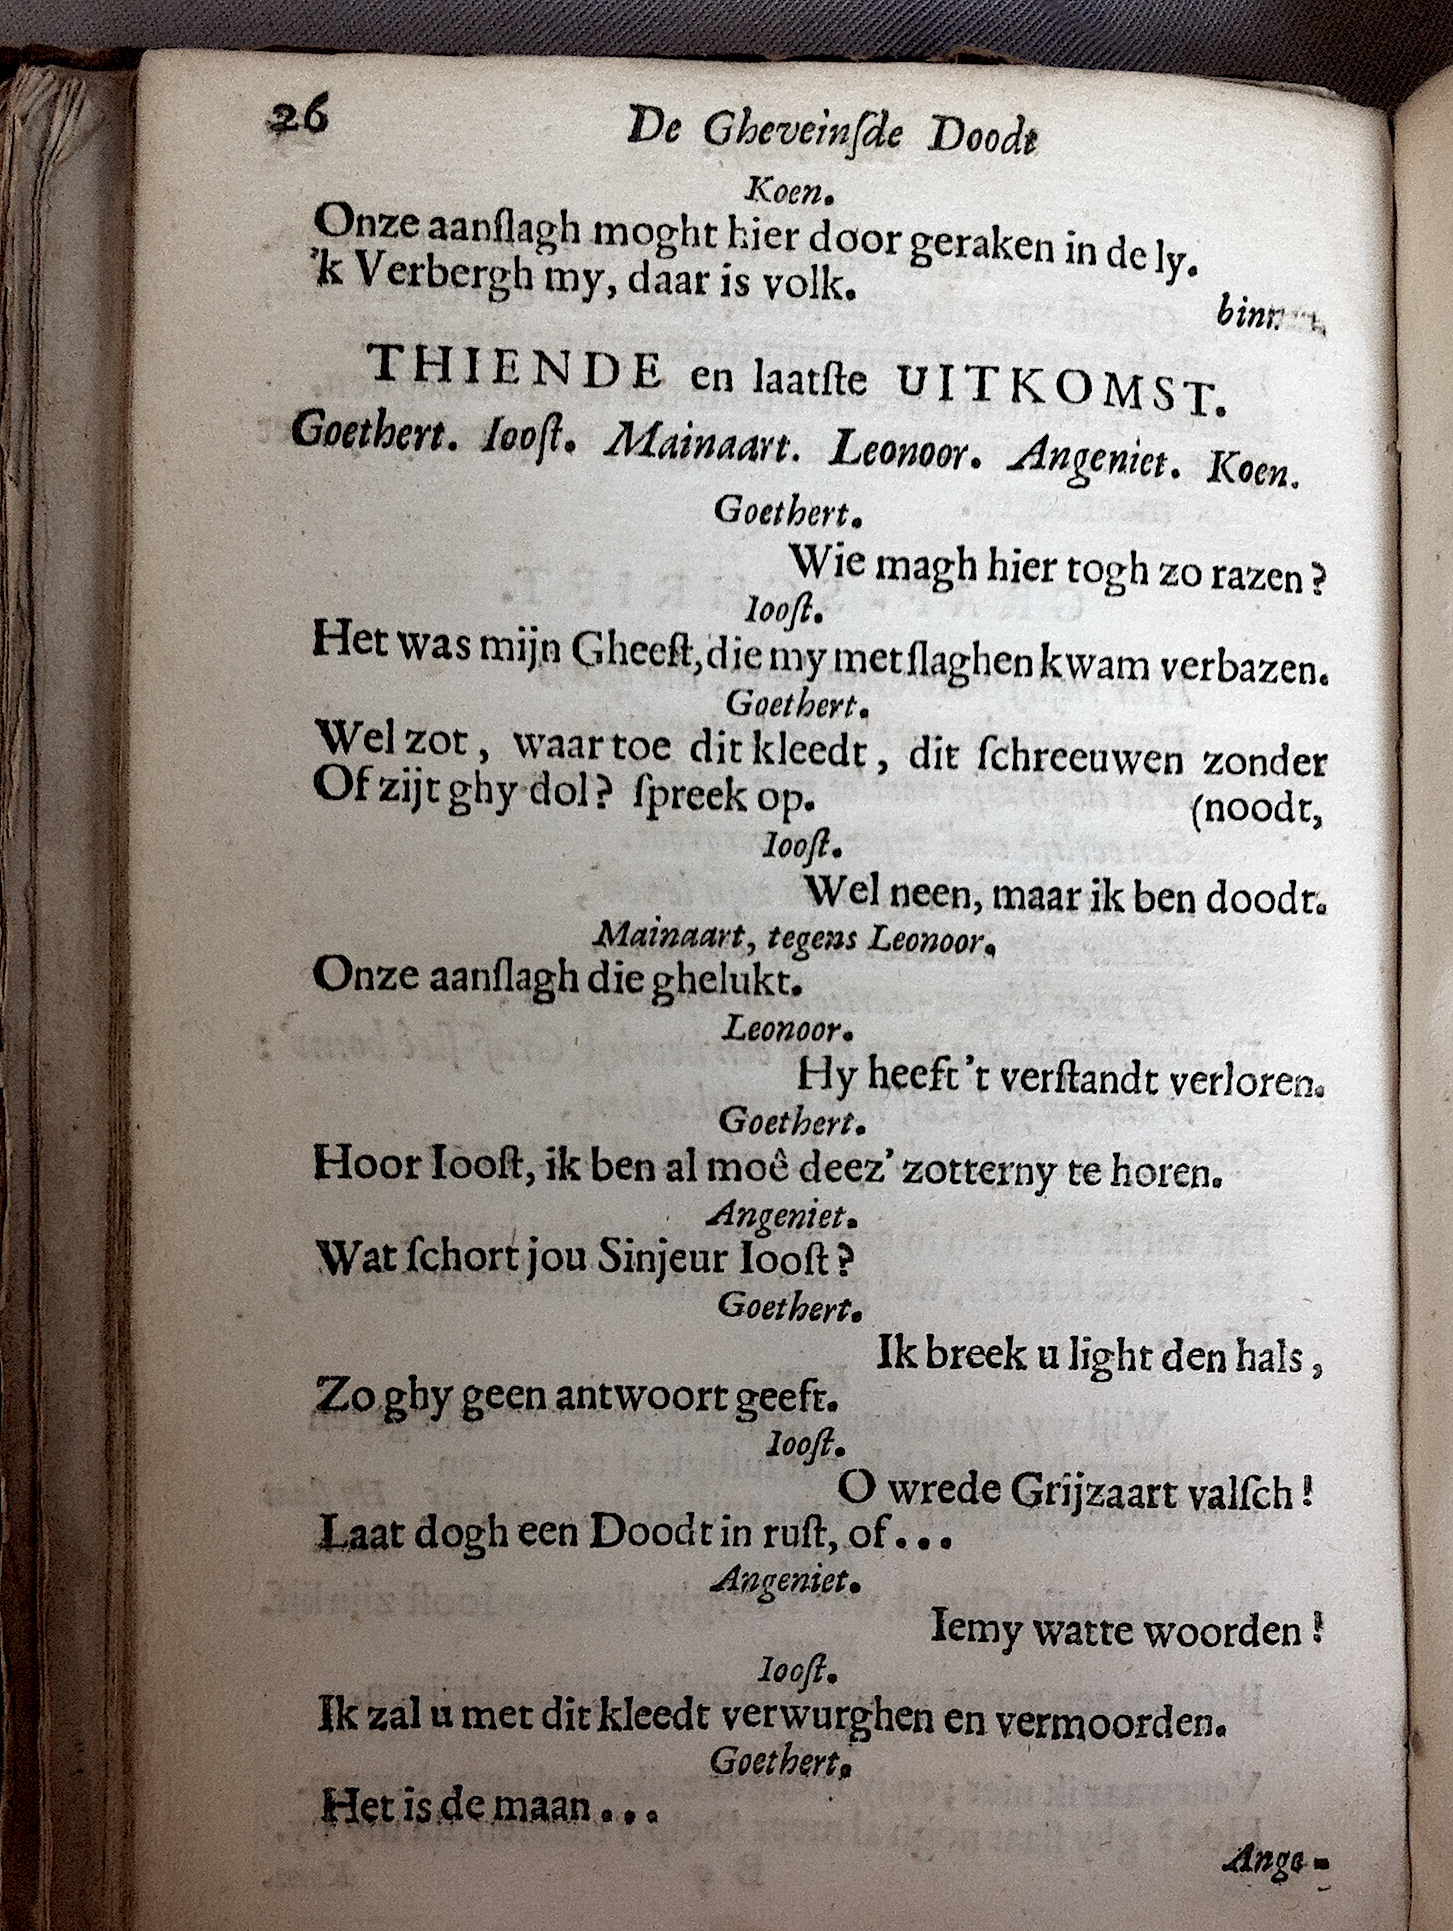 26 De Gheveinſde Doodt
Koen.
Onze aanſlagh moght hier door geraken in de ly.
’k Verbergh my, daar is volk.
THIENDE en laatſte UITKOMST.
Goethert. Iooſt. Mainaart. Leonoor. Angeniet. Koen.
Goethert.
Wie magh hier togh zo razen?
Iooſt.
Het was mijn Gheeſt, die my met ſlaghen kwam verbazen.
Goethert.
Wel zot, waar toe dit kleedt, dit ſchreeuwen zonder
Of zijt ghy dol? ſpreek op. (noodt,
Iooſt.
Wel neen, maar ik ben doodt.
Mainaart, tegens Leonoor.
Onze aanſlagh die ghelukt.
Leonoor.
Hy heeft ’t verſtandt verloren.
Goethert.
Hoor Iooſt, ik ben al moê deez’ zotterny te horen.
Angeniet.
Wat ſchort jou Sinjeur Iooſt?
Goethert.
Ik breek u light den hals,
Zo ghy geen antwoort geeft.
Iooſt.
O wrede Grijzaart valſch!
Laat dogh een Doodt in ruſt, of...
Angeniet.
Iemy watte woorden!
Iooſt.
Ik zal u met dit kleedt verwurghen en vermoorden.
Goethert.
Het is de maan...
Ange-